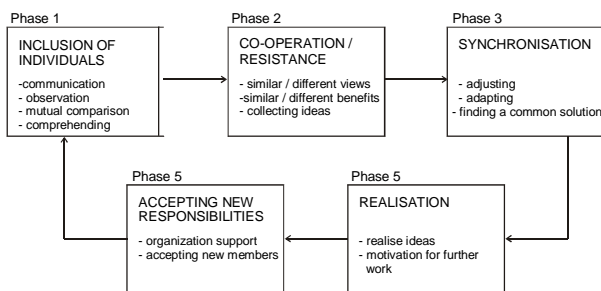 Phase 1
INCLUSION OF
INDIVIDUALS
-communication
- observation
- mutual comparison
- comprehending
Phase 2
CO-OPERATION /
RESISTANCE
- similar / different views
-similar / different benefits
- collecting ideas
Phase 3
SYNCHRONISATION
- adjusting
- adapting
- finding a common solution
Phase 5
REALISATION
- realise ideas
- motivation for further
work
Phase 5
ACCEPTING NEW
RESPONSIBILITIES
- organization support
- accepting new members